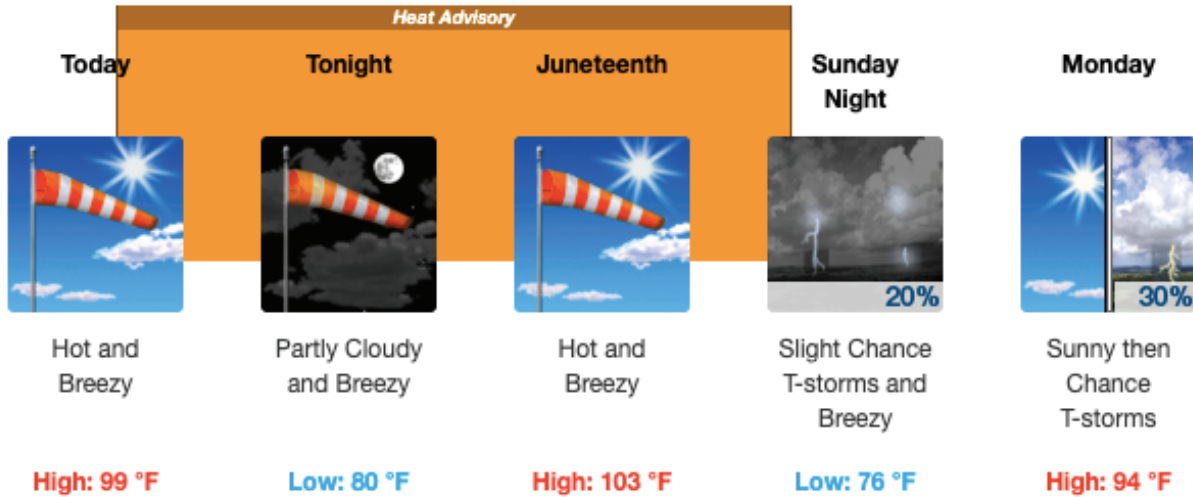 Heat Advisory
Today
Tonight
Juneteenth
Sunday
Night
Monday
20%
30%
Hot and
Breezy
Partly Cloudy
and Breezy
Hot and
Breezy
Slight Chance
T-storms and
Breezy
Sunny then
Chance
T-storms
High: 99 °F
Low: 80 °F
High: 103 °F
Low: 76 °F
High: 94 °F